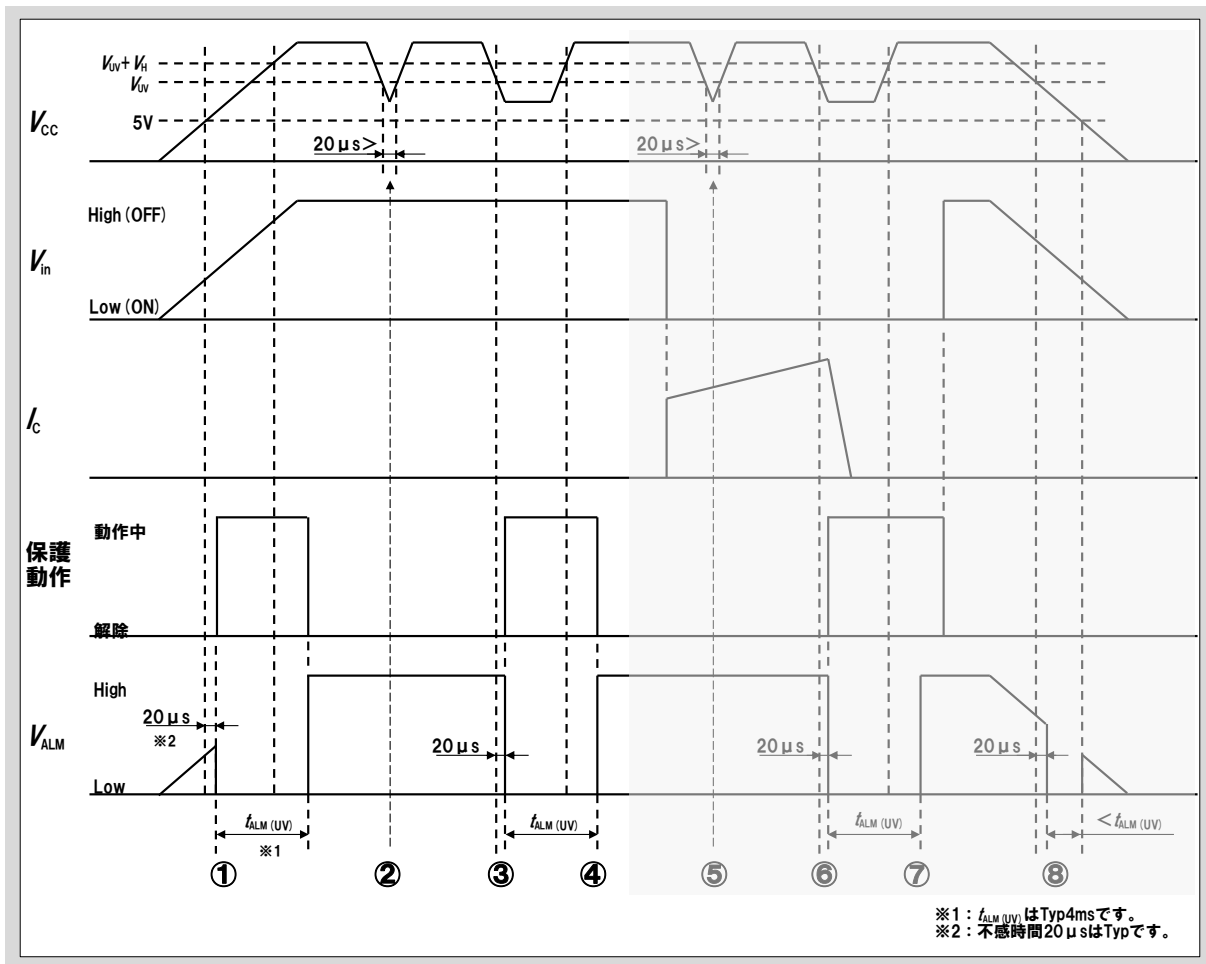 VUV + VH
VUV
VCC
5V
20μs>
20μs>
High(OFF)
Vin
Low(ON)
IC
動作中
保護
動作
解除
High
20μs
※2
20μs
20μs
20μs
VALM
Low
tALM(UV)
※1
tALM(UV)
tALM(UV)
<tALM(UV)
① ② ③ ④ ⑤ ⑥ ⑦ ⑧
※1：tALM(UV)はTyp4msです。
※2：不感時間20μsはTypです。